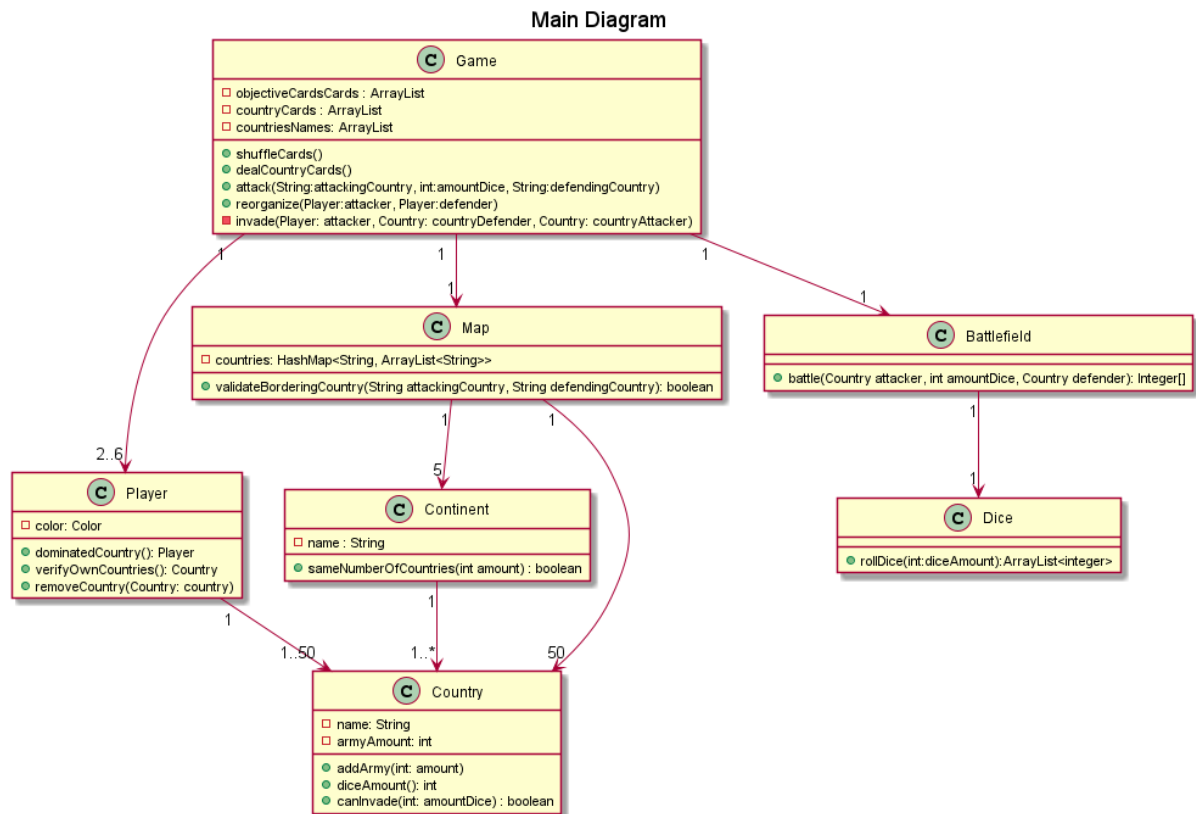 Main Diagram
C Game
objectiveCardsCards : ArrayList
countryCards : ArrayList
countriesNames: ArrayList
shuffleCards()
dealCountryCards()
attack(String:attackingCountry, int:amountDice, String:defendingCountry)
reorganize(Player:attacker, Player:defender)
invade(Player: attacker, Country: countryDefender, Country: countryAttacker)
1
1
1
2..6
1
1
C Map
countries: HashMap<String, ArrayList<String>>
validateBorderingCountry(String attackingCountry, String defendingCountry): boolean
C Battlefield
battle(Country attacker, int amountDice, Country defender): Integer[]
1
1
1
5
1
C Player
color: Color
dominatedCountry(): Player
verifyOwnCountries(): Country
removeCountry(Country: country)
C Continent
name : String
sameNumberOfCountries(int amount) : boolean
C Dice
rollDice(int:diceAmount):ArrayList<integer>
1
1
1..50
1..*
50
C Country
name: String
armyAmount: int
addArmy(int: amount)
diceAmount(): int
canInvade(int: amountDice) : boolean